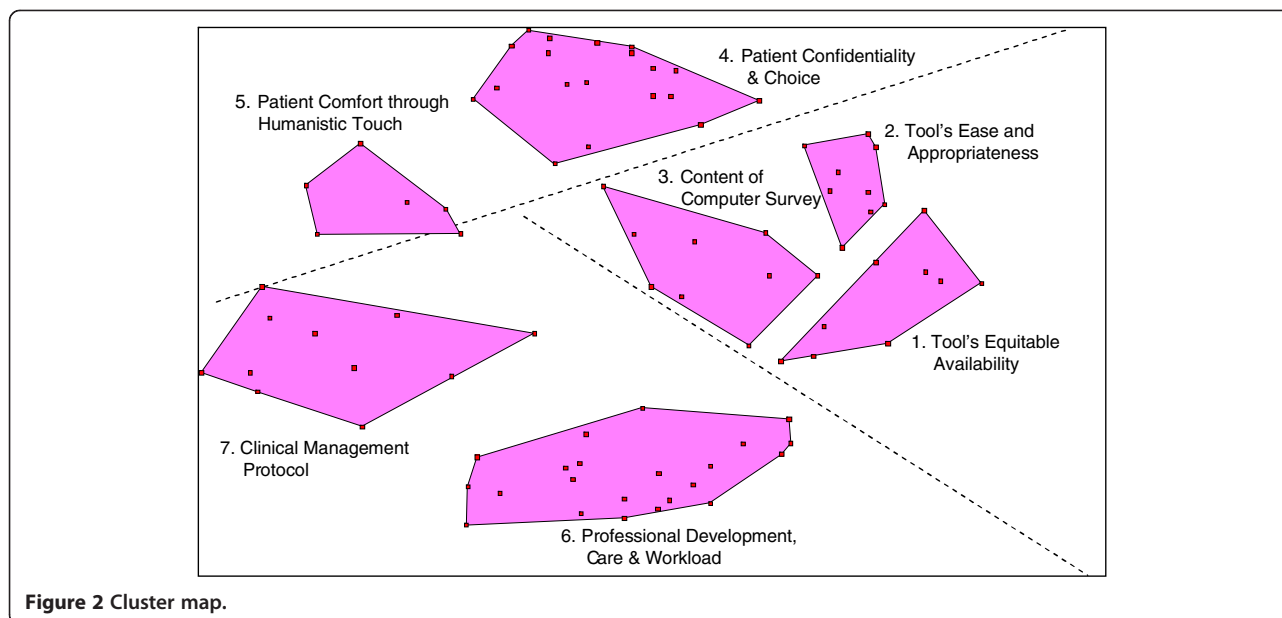 4. Patient Confidentiality
& Choice
5. Patient Comfort through
Humanistic Touch
2. Tool's Ease and
Appropriateness
3. Content of
Computer Survey
1. Tool's Equitable
Availability
7. Clinical Management
Protocol
6. Professional Development,
Care & Workload
Figure 2 Cluster map.